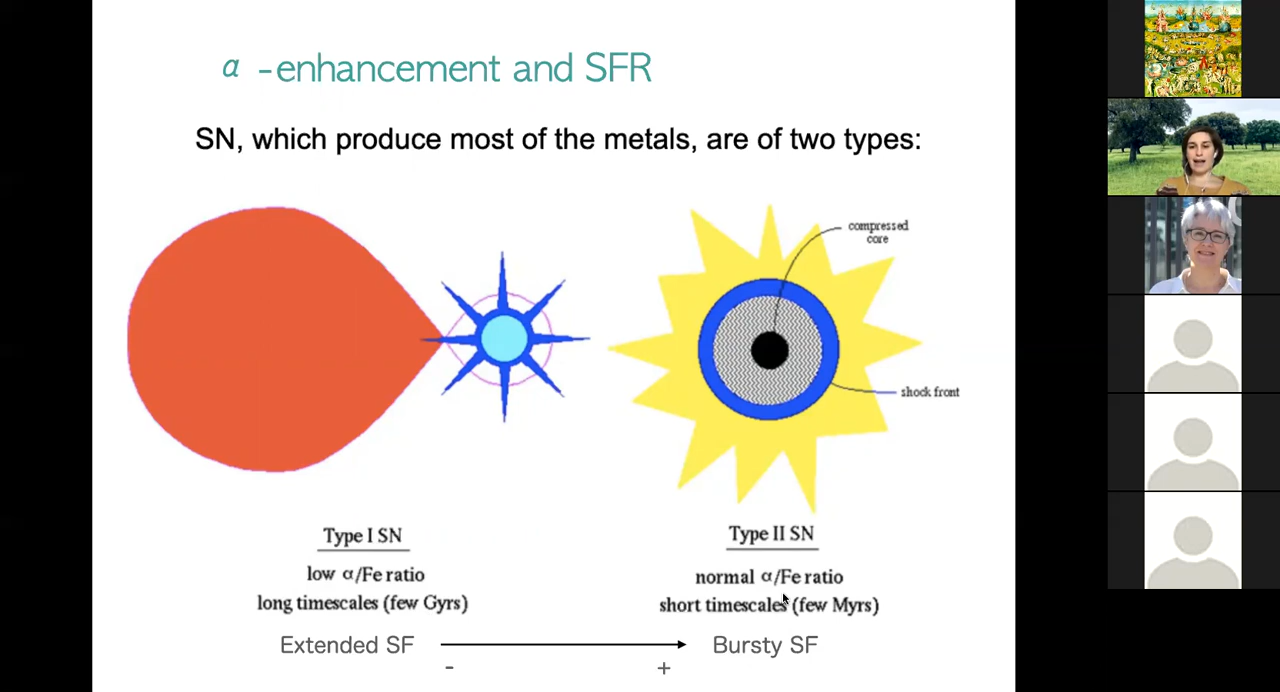 α -enhancement and SFR
SN, which produce most of the metals, are of two types:
compressed
core
shock front
Type I SN
low α/Fe ratio
long timescales (few Gyrs)
Type II SN
normal α/Fe ratio
short timescales (few Myrs)
Extended SF
Bursty SF
- +